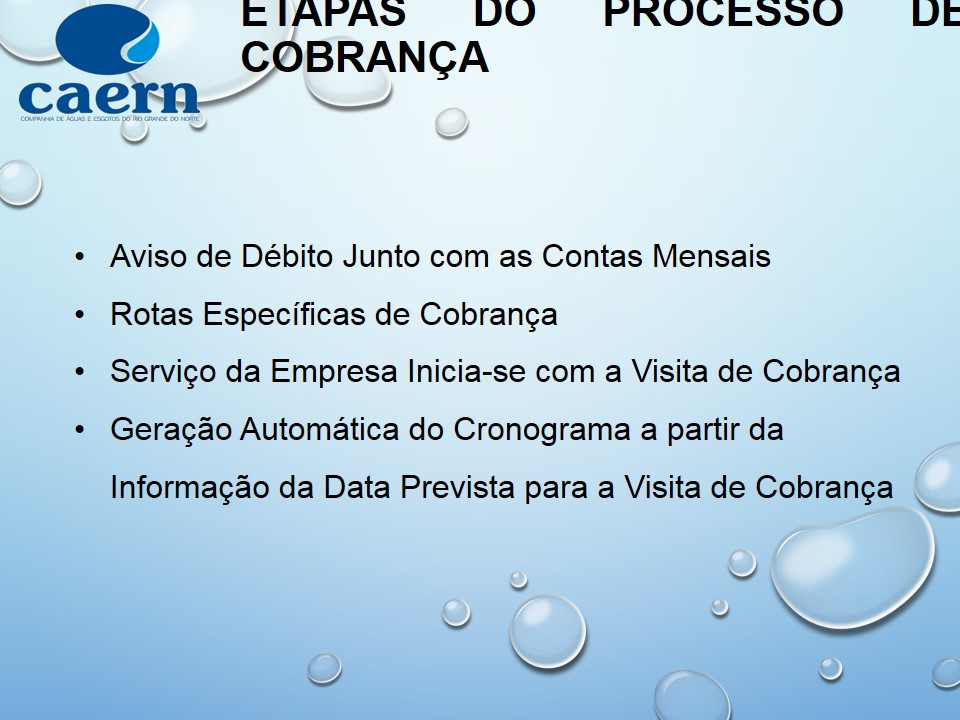 ETAPAS DO PROCESSO DE
COBRANÇA
caern
COMPANHIA DE ÁGUAS E ESGOTOS DO RIO GRANDE DO NORTE
• Aviso de Débito Junto com as Contas Mensais
• Rotas Específicas de Cobrança
• Serviço da Empresa Inicia-se com a Visita de Cobrança
• Geração Automática do Cronograma a partir da
Informação da Data Prevista para a Visita de Cobrança